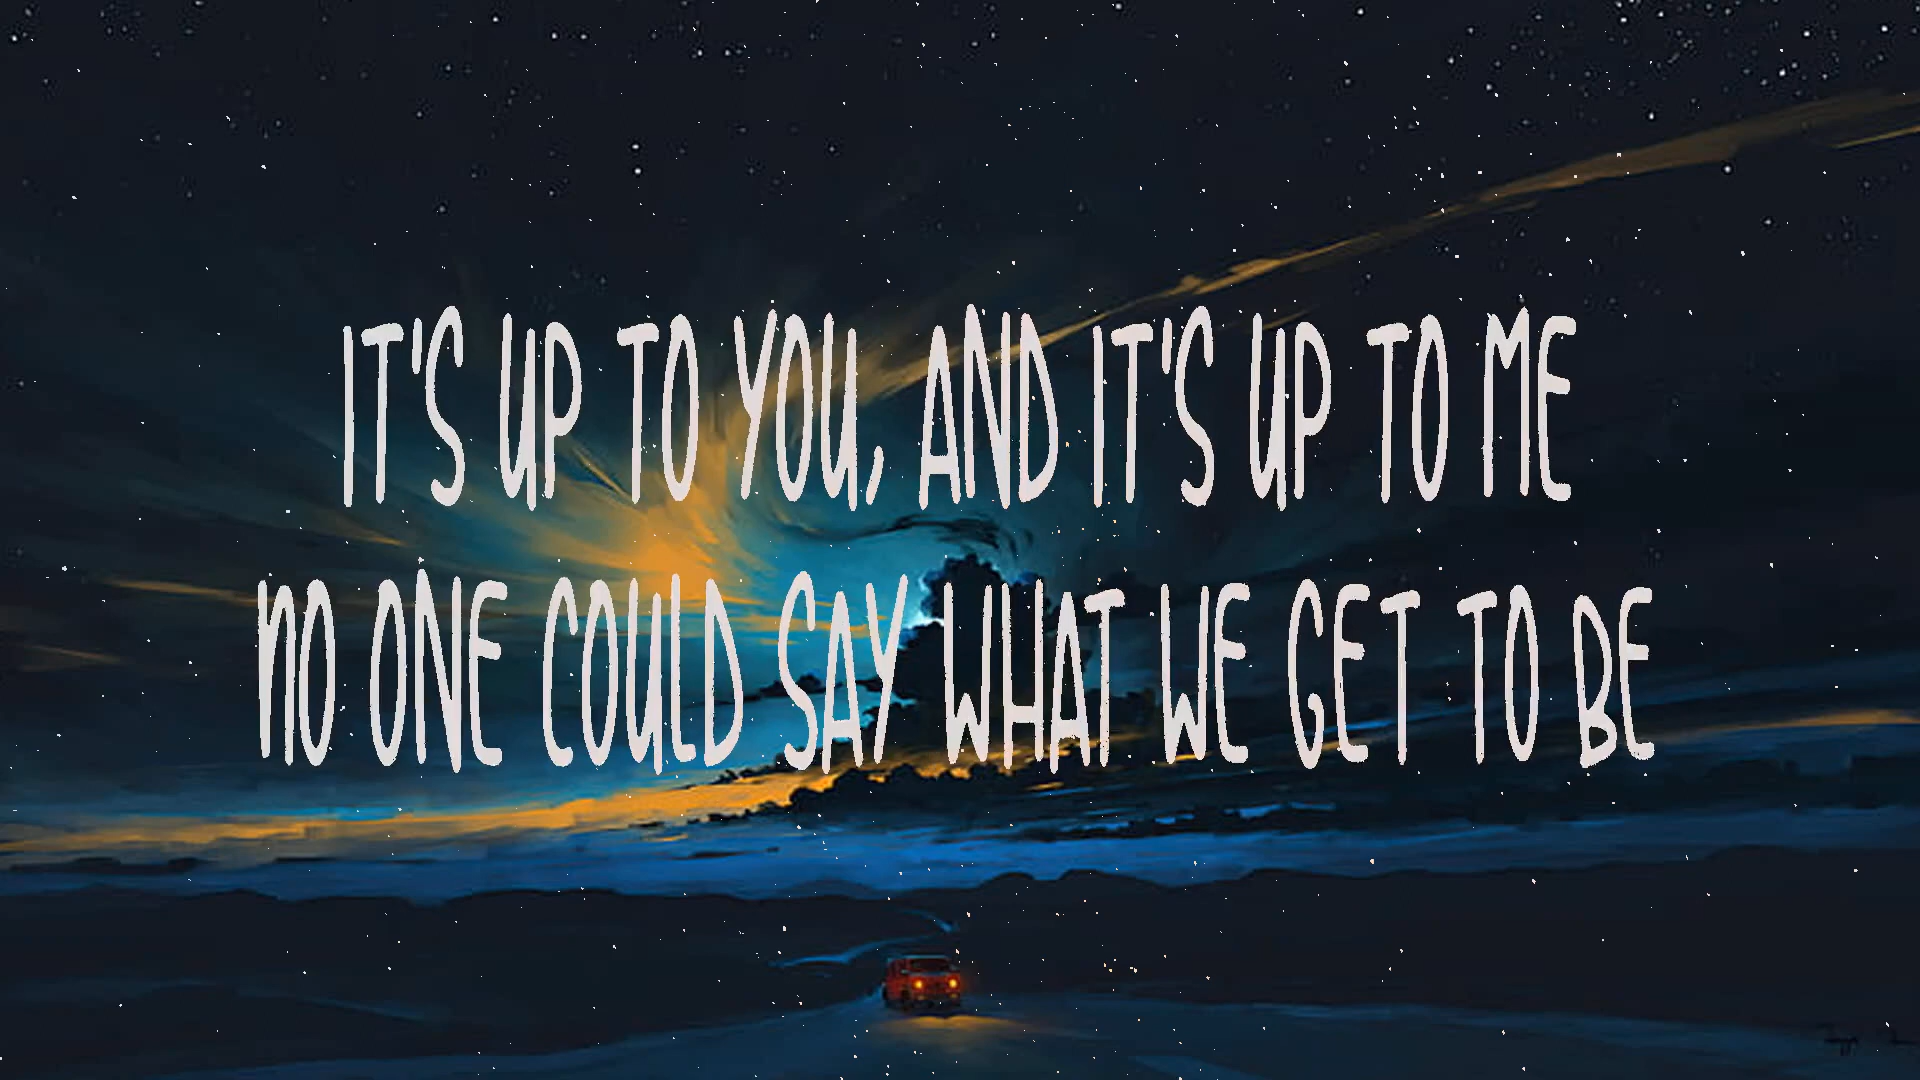 IT'S UP TO YOU, AND IT'S UP TO ME
NO ONE COULD SAY WHAT WE GET TO BE